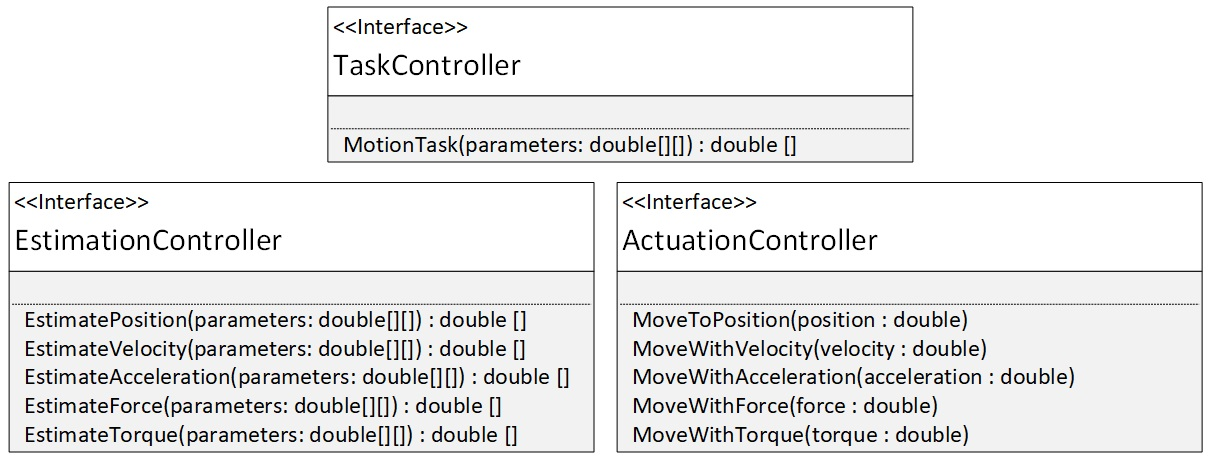 <<Interface>>
TaskController
MotionTask(parameters: double[][]) : double []
<<Interface>>
EstimationController
EstimatePosition(parameters: double[][]) : double []
EstimateVelocity(parameters: double[][]) : double []
EstimateAcceleration(parameters: double[][]) : double []
EstimateForce(parameters: double[][]) : double []
EstimateTorque(parameters: double[][]) : double []
<<Interface>>
ActuationController
MoveToPosition(position : double)
MoveWithVelocity(velocity : double)
MoveWithAcceleration(acceleration : double)
MoveWithForce(force : double)
MoveWithTorque(torque : double)